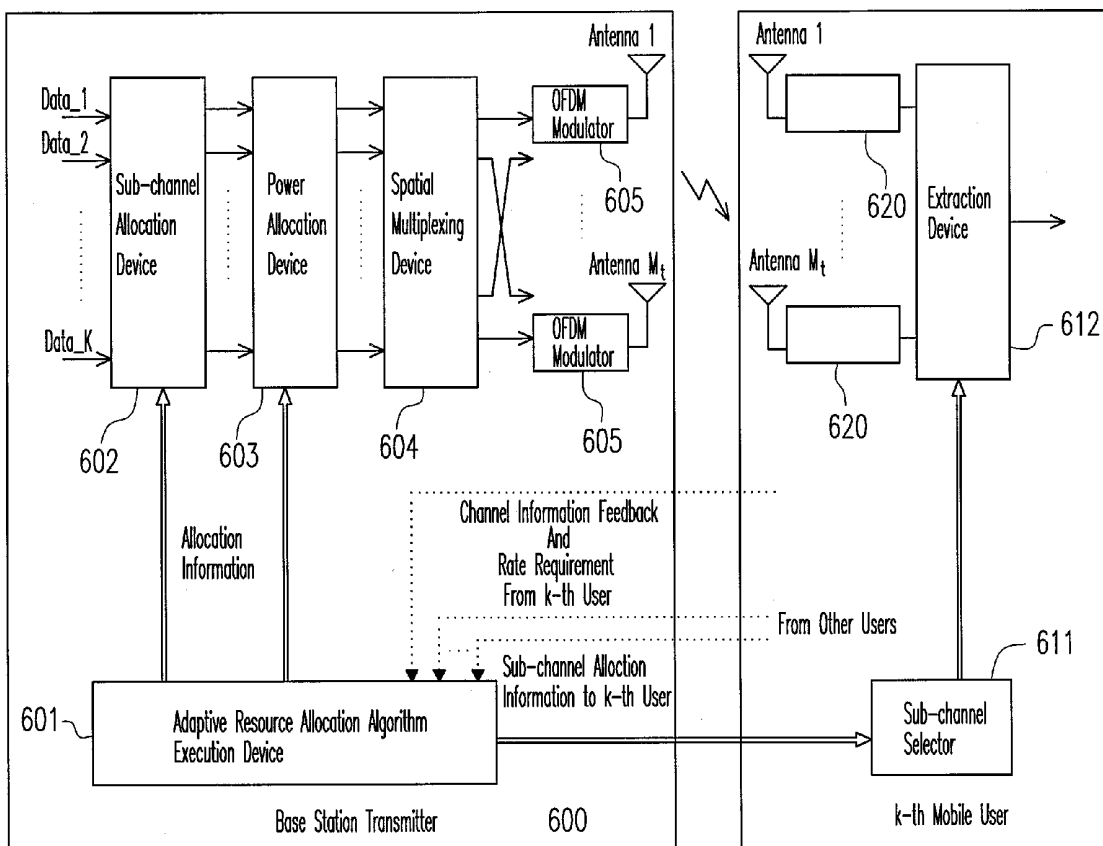 Antenna 1
Antenna 1
Data_1
Data_2
Data_K
Sub-channel
Allocation
Device
Power
Allocation
Device
Spatial
Multiplexing
Device
OFDM
Modulator
605
Antenna Mt
OFDM
Modulator
605
602
603
604
620
Extraction
Device
Antenna Mt
612
620
Allocation
Information
Channel Information Feedback
And
Rate Requirement
From k-th User
From Other Users
Sub-channel Alloction
Information to k-th User
601
Adaptive Resource Allocation Algorithm
Execution Device
611
Sub-channel
Selector
Base Station Transmitter
600
k-th Mobile User